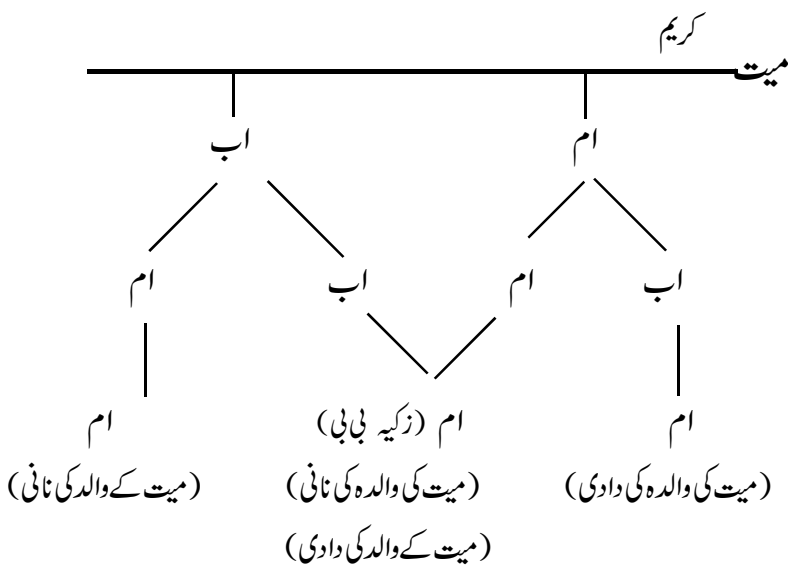 کریم
میت
ام اب
اب ام اب ام
ام ام (زکیہ بی بی) ام
(میت کی والدہ کی دادی) (میت کی والدہ کی نانی) (میت کے والد کی نانی)
(میت کے والد کی دادی)